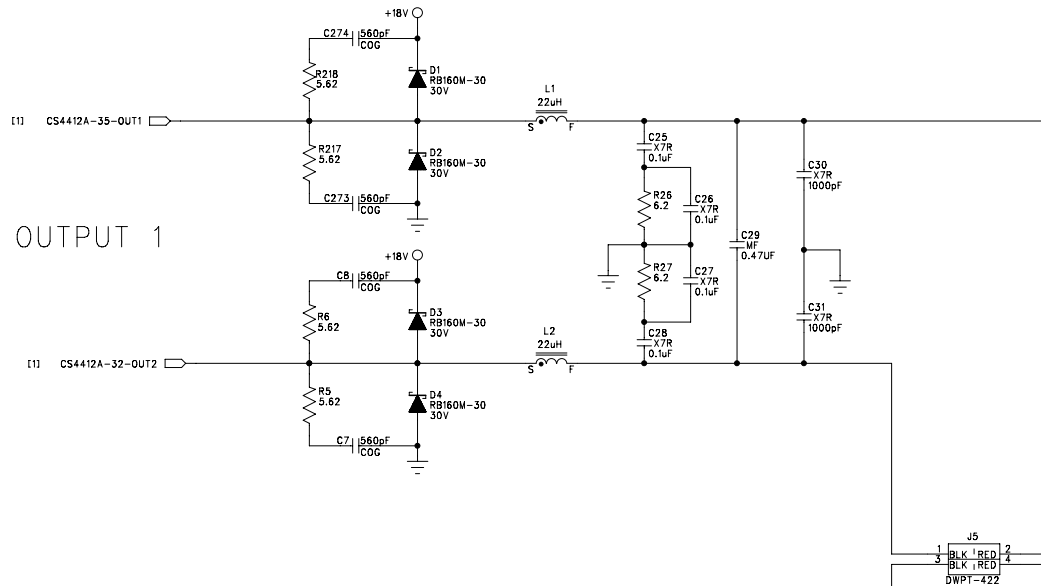 +18V
C274 560pF
COG
D1
RB160M-30
30V
R218
5.62
L1
22uH
[1] CS4412A-35-OUT1
S F
R217
5.62
D2
RB160M-30
30V
C273 560pF
COG
C25
X7R
0.1uF
R26
6.2
C26
X7R
0.1uF
C30
X7R
1000pF
OUTPUT 1
C29
MF
0.47UF
+18V
C8 560pF
COG
R27
6.2
C27
X7R
0.1uF
R6
5.62
D3
RB160M-30
30V
C31
X7R
1000pF
L2
22uH
C28
X7R
0.1uF
[1] CS4412A-32-OUT2
S F
R5
5.62
D4
RB160M-30
30V
C7 560pF
COG
J5
1 BLK RED 2
3 BLK RED 4
DWPT-422